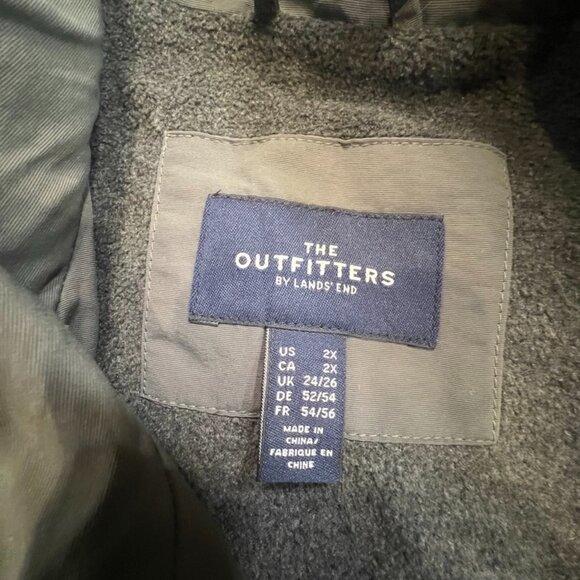 THE
OUTFITTERS
BY LANDS' END
US 2X
CA 2X
UK 24/26
DE 52/54
FR 54/56
MADE IN
CHINA/
FABRIQUE EN
CHINE